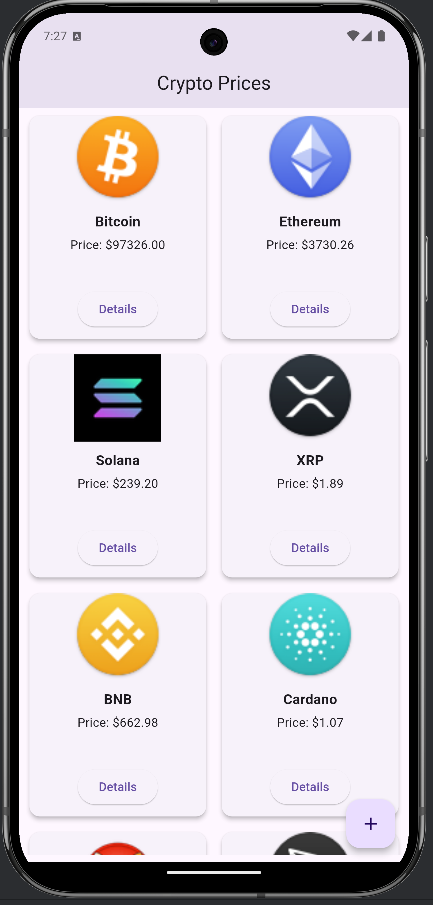 7:27 A
Crypto Prices
Bitcoin
Price: $97326.00
Details
Ethereum
Price: $3730.26
Details
Solana
Price: $239.20
Details
XRP
Price: $1.89
Details
BNB
Price: $662.98
Details
Cardano
Price: $1.07
Details
+